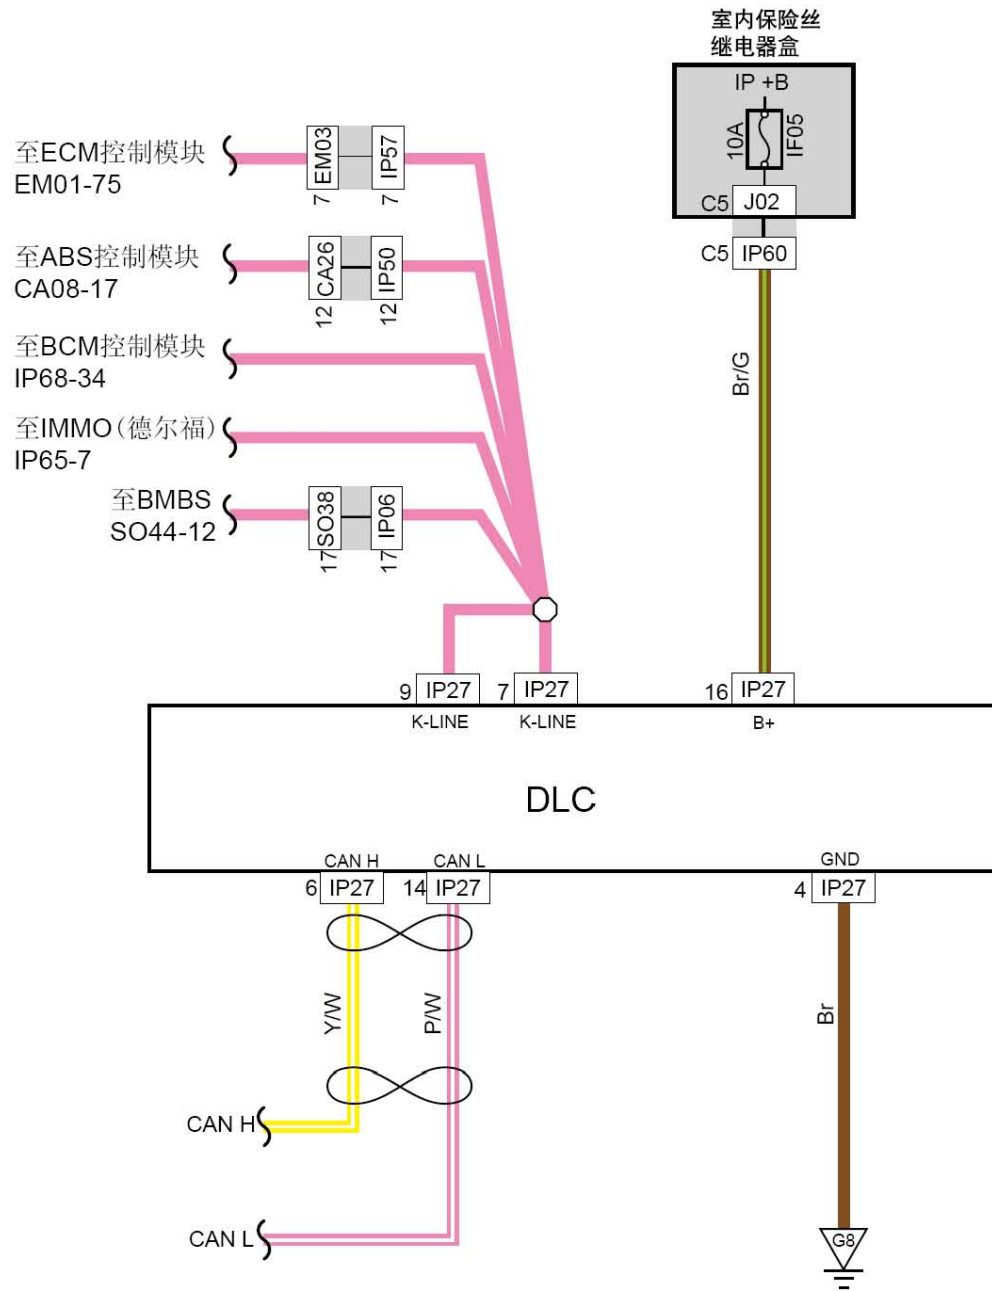 室内保险丝
继电器盒
IP +B
10A
IF05
C5 J02
C5 IP60
Br/G
至ECM控制模块
EM01-75
EM03
IP57
7
7
至ABS控制模块
CA08-17
CA26
IP50
12
12
至BCM控制模块
IP68-34
至IMMO(德尔福)
IP65-7
至BMBS
SO44-12
SO38
IP06
17
17
9 IP27
7 IP27
16 IP27
K-LINE
K-LINE
B+
DLC
CAN H
CAN L
GND
6 IP27
14 IP27
4 IP27
Y/W
P/W
Br
CAN H
CAN L
G8